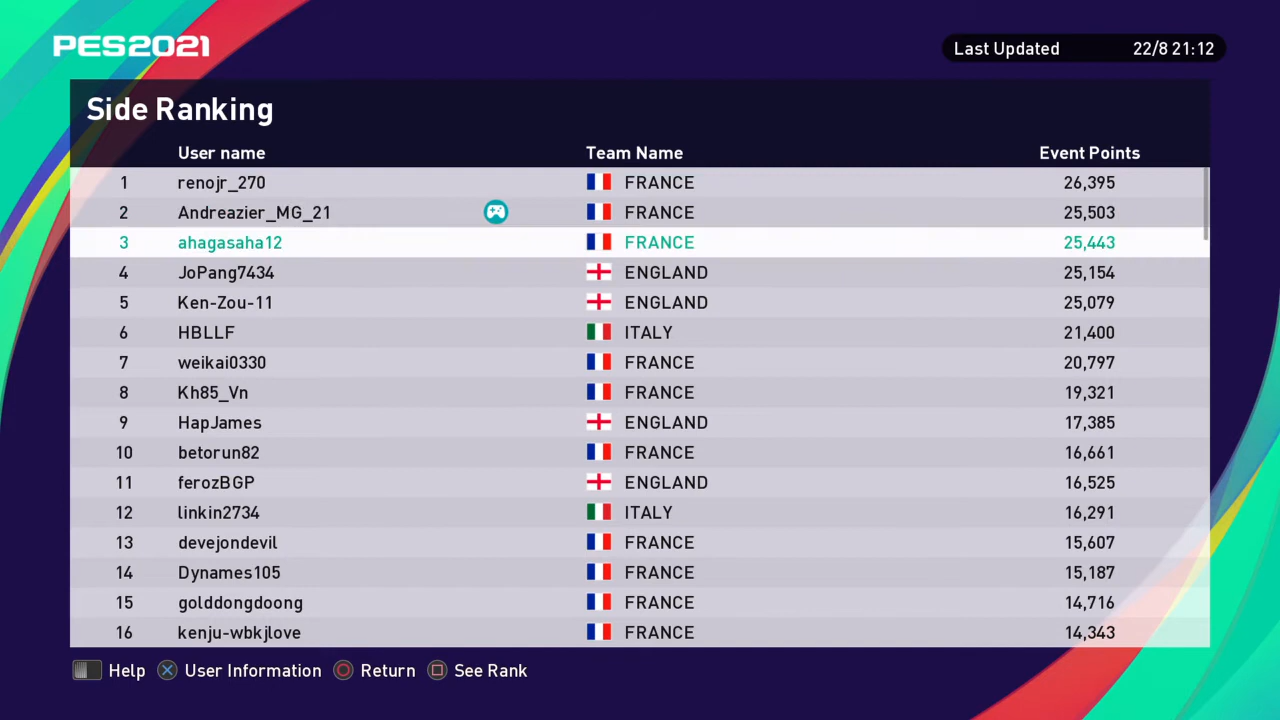 PES2021
Last Updated 22/8 21:12
Side Ranking
User name Team Name Event Points
1 renojr_270 FRANCE 26,395
2 Andreazier_MG_21 FRANCE 25,503
3 ahagasaha12 FRANCE 25,443
4 JoPang7434 ENGLAND 25,154
5 Ken-Zou-11 ENGLAND 25,079
6 HBLLF ITALY 21,400
7 weikai0330 FRANCE 20,797
8 Kh85_Vn FRANCE 19,321
9 HapJames ENGLAND 17,385
10 betorun82 FRANCE 16,661
11 ferozBGP ENGLAND 16,525
12 linkin2734 ITALY 16,291
13 devejondevil FRANCE 15,607
14 Dynames105 FRANCE 15,187
15 golddongdoong FRANCE 14,716
16 kenju-wbkjlove FRANCE 14,343
Help User Information Return See Rank